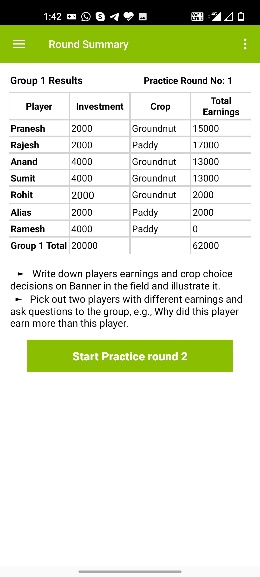 1:42
Round Summary
Group 1 Results Practice Round No: 1
Player Investment Crop Total Earnings
Pranesh 2000 Groundnut 15000
Rajesh 2000 Paddy 17000
Anand 4000 Groundnut 13000
Sumit 4000 Groundnut 13000
Rohit 2000 Groundnut 2000
Alias 2000 Paddy 2000
Ramesh 4000 Paddy 0
Group 1 Total 20000 62000
► Write down players earnings and crop choice
decisions on Banner in the field and illustrate it.
► Pick out two players with different earnings and
ask questions to the group, e.g., Why did this player
earn more than this player.
Start Practice round 2